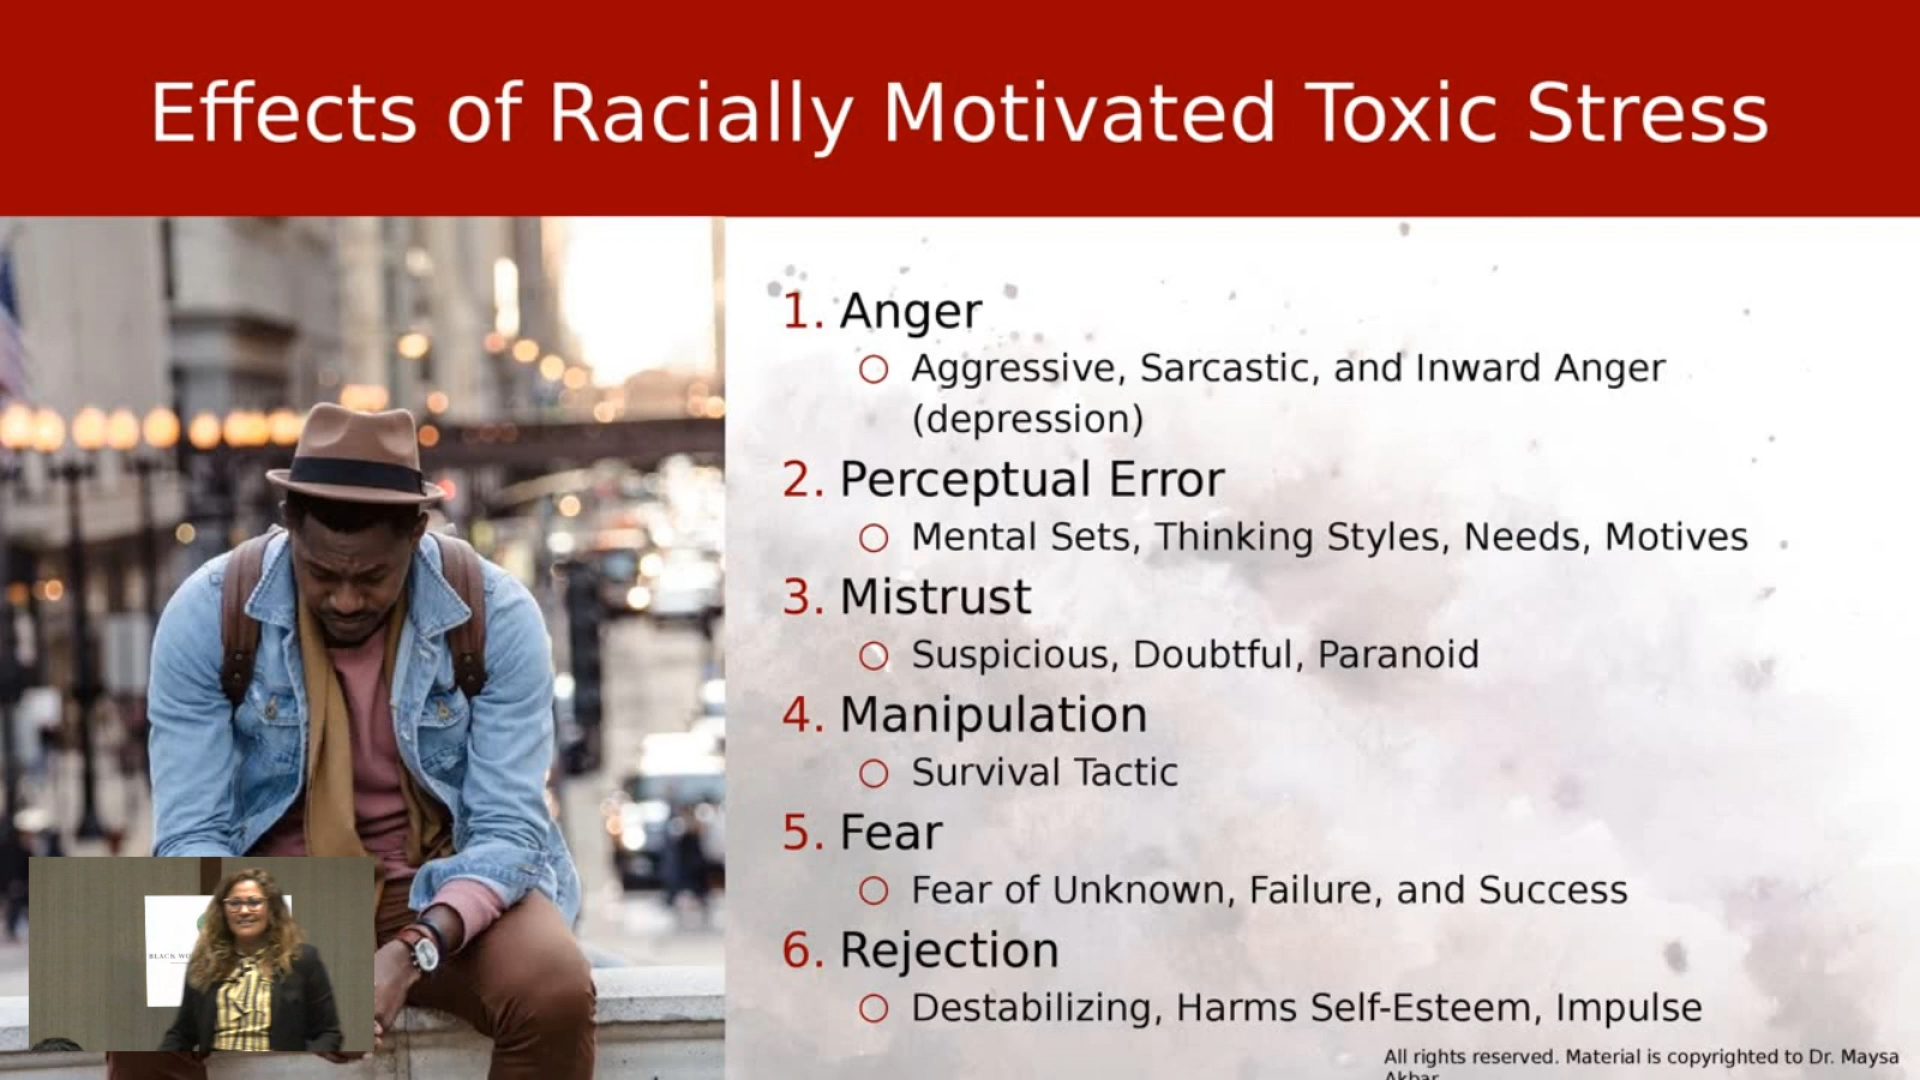 Effects of Racially Motivated Toxic Stress
1. Anger
○ Aggressive, Sarcastic, and Inward Anger
(depression)
2. Perceptual Error
○ Mental Sets, Thinking Styles, Needs, Motives
3. Mistrust
○ Suspicious, Doubtful, Paranoid
4. Manipulation
○ Survival Tactic
5. Fear
○ Fear of Unknown, Failure, and Success
6. Rejection
○ Destabilizing, Harms Self-Esteem, Impulse
BLACK
All rights reserved. Material is copyrighted to Dr. Maysa
Akbar